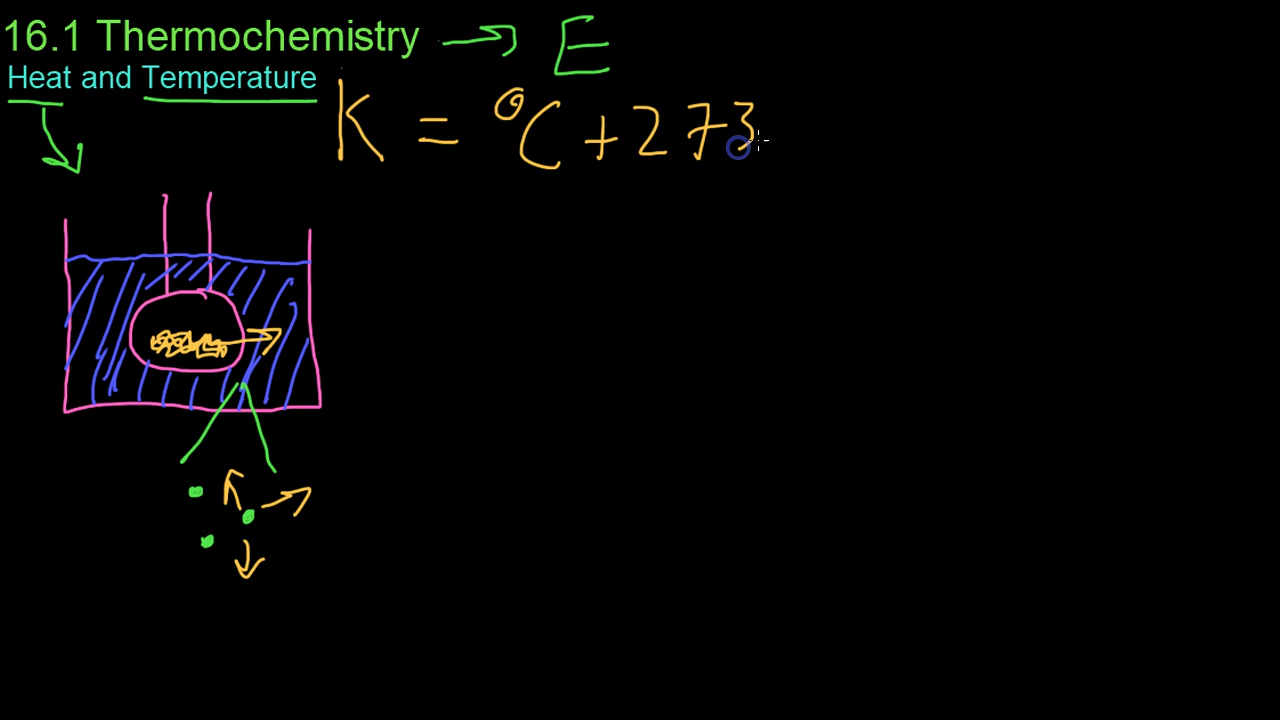 16.1 Thermochemistry → E
Heat and Temperature
K = °C + 273